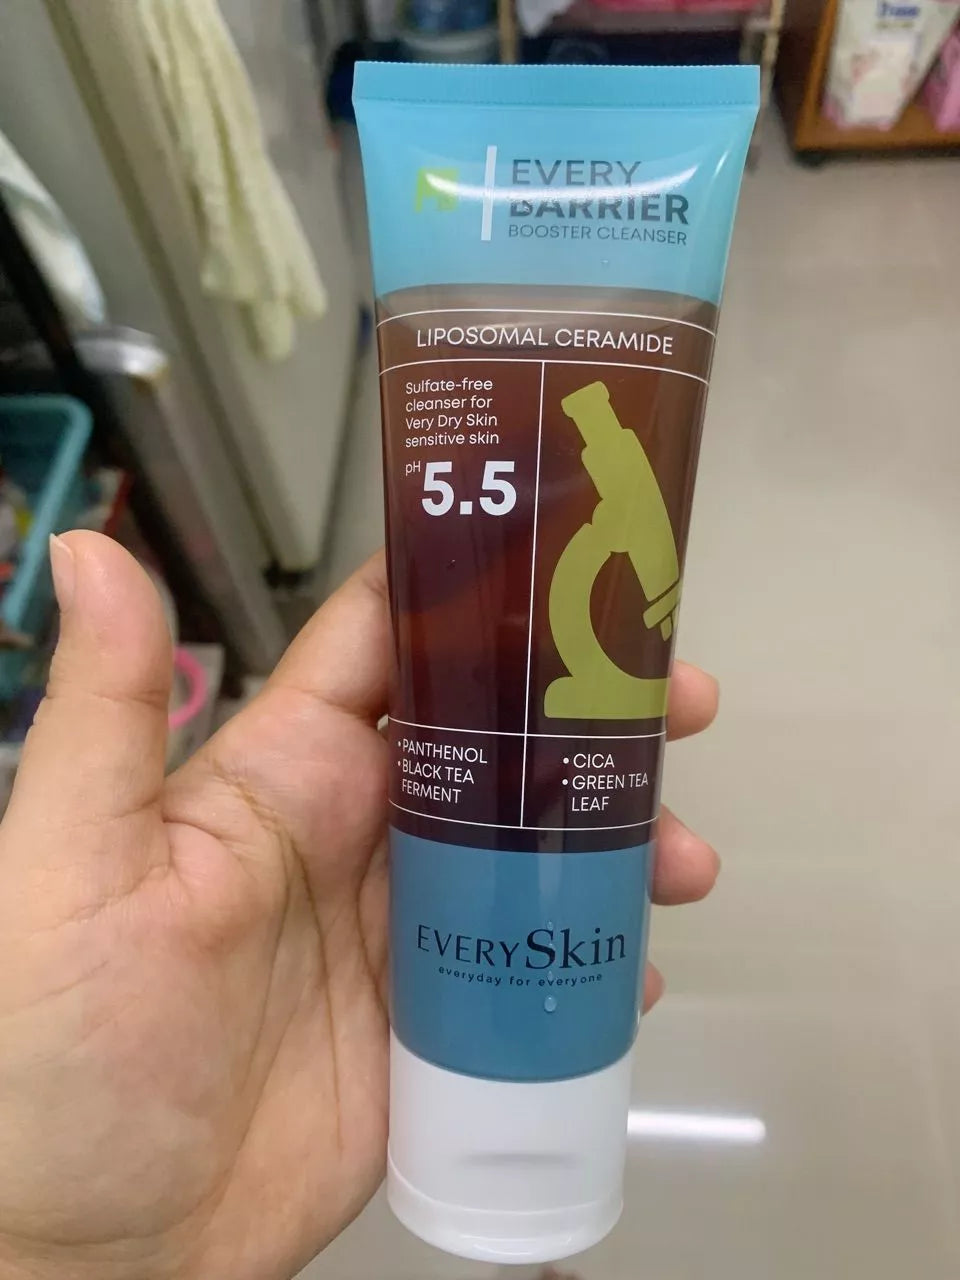 EVERY
BARRIER
BOOSTER CLEANSER
LIPOSOMAL CERAMIDE
Sulfate-free
cleanser for
Very Dry Skin
sensitive skin
pH 5.5
• PANTHENOL
• BLACK TEA
FERMENT
• CICA
• GREEN TEA
LEAF
EVERYSkin
everyday for everyone